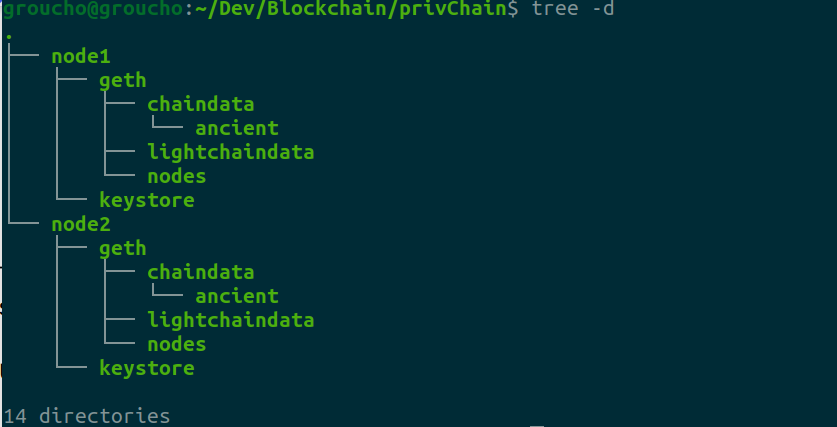 groucho@groucho:~/Dev/Blockchain/privChain$ tree -d
.
├── node1
│   ├── geth
│   │   ├── chaindata
│   │   │   └── ancient
│   │   ├── lightchaindata
│   │   └── nodes
│   └── keystore
└── node2
    ├── geth
    │   ├── chaindata
    │   │   └── ancient
    │   ├── lightchaindata
    │   └── nodes
    └── keystore

14 directories